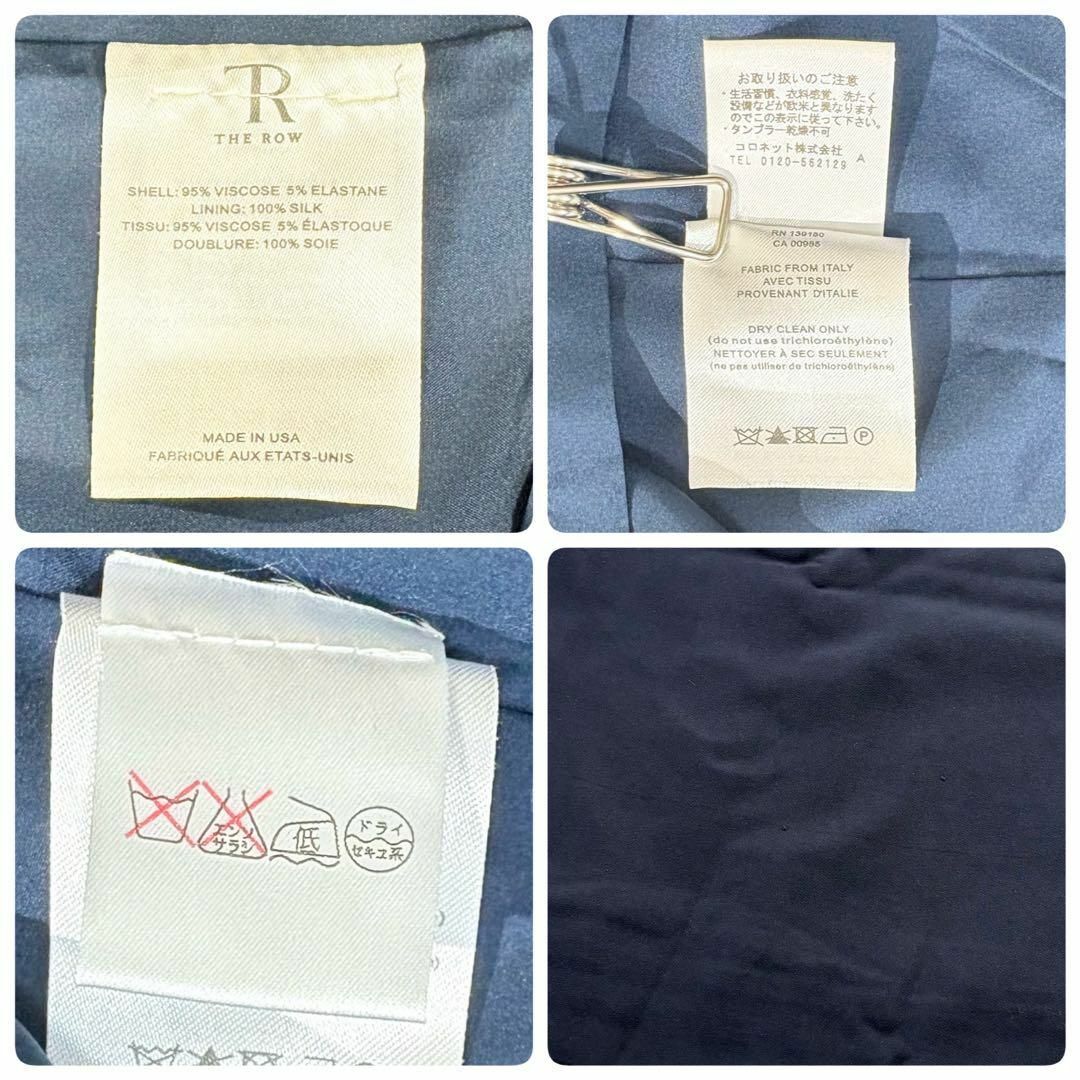 THE ROW
SHELL: 95% VISCOSE 5% ELASTANE
LINING: 100% SILK
TISSU: 95% VISCOSE 5% ÉLASTOQUE
DOUBLURE: 100% SOIE
MADE IN USA
FABRIQUÉ AUX ETATS-UNIS
お取り扱いのご注意
・生活習慣、衣料感覚、洗たく
設備などが欧米と異なります
のでこの表示に従って下さい。
・タンブラー乾燥不可
コロネット株式会社
TEL 0120-562129 A
RN 139180
CA 00985
FABRIC FROM ITALY
AVEC TISSU
PROVENANT D'ITALIE
DRY CLEAN ONLY
(do not use trichloroéthylène)
NETTOYER À SEC SEULEMENT
(ne pas utiliser de trichloroéthylène)
P
エンソ
サラシ
低
ドライ
セキユ系